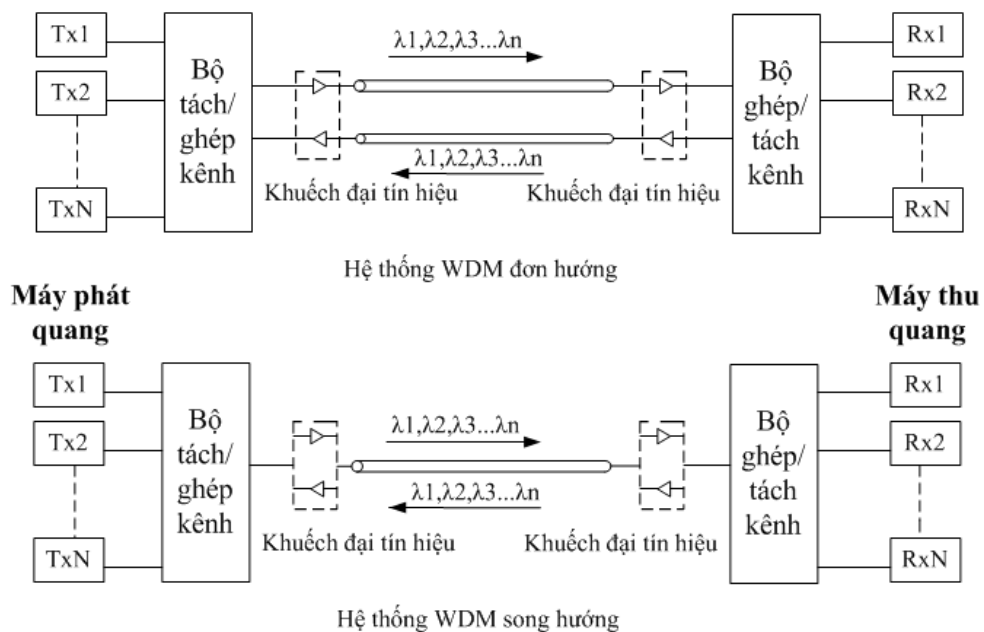 Tx1
Tx2
TxN
Bộ
tách/
ghép
kênh
λ1,λ2,λ3...λn
λ1,λ2,λ3...λn
Khuếch đại tín hiệu
Khuếch đại tín hiệu
Bộ
ghép/
tách
kênh
Rx1
Rx2
RxN
Hệ thống WDM đơn hướng
Máy phát
quang
Máy thu
quang
Tx1
Tx2
TxN
Bộ
tách/
ghép
kênh
λ1,λ2,λ3...λn
λ1,λ2,λ3...λn
Khuếch đại tín hiệu
Khuếch đại tín hiệu
Bộ
ghép/
tách
kênh
Rx1
Rx2
RxN
Hệ thống WDM song hướng